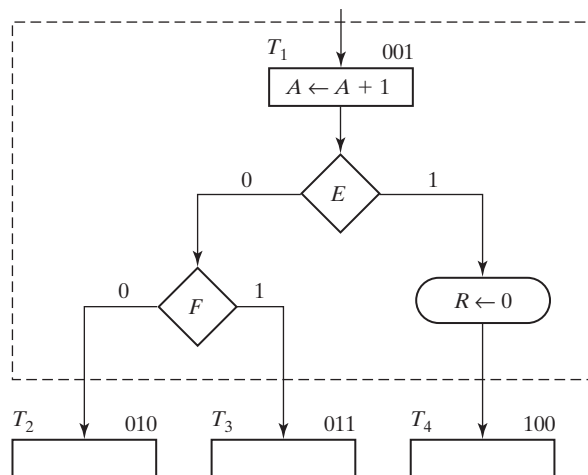 T₁ 001
A ← A + 1
0 E 1
0 F 1
R ← 0
T₂ 010
T₃ 011
T₄ 100